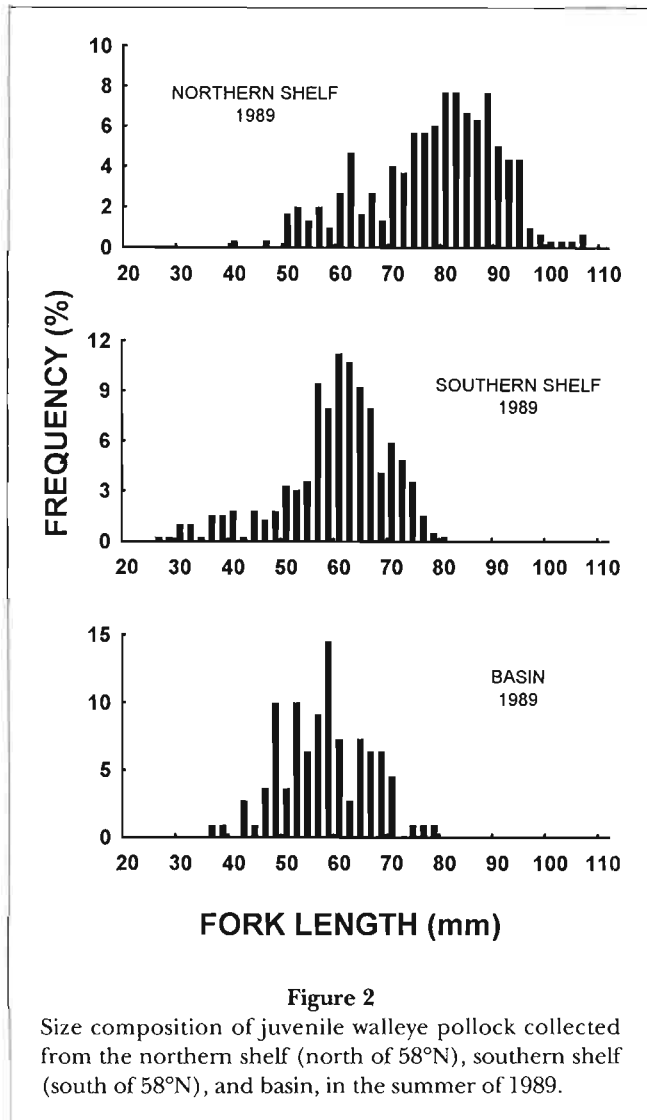 10
8
6
4
2
0
NORTHERN SHELF
1989
20 30 40 50 60 70 80 90 100 110
FREQUENCY (%)
12
9
6
3
0
SOUTHERN SHELF
1989
20 30 40 50 60 70 80 90 100 110
15
10
5
0
BASIN
1989
20 30 40 50 60 70 80 90 100 110
FORK LENGTH (mm)
Figure 2
Size composition of juvenile walleye pollock collected
from the northern shelf (north of 58°N), southern shelf
(south of 58°N), and basin, in the summer of 1989.